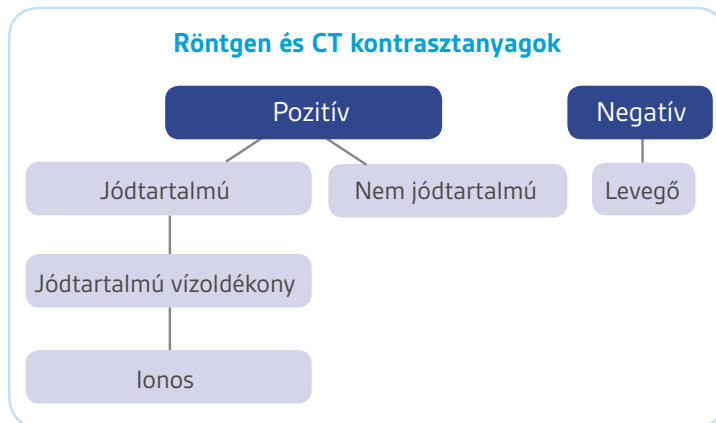 Röntgen és CT kontrasztanyagok
Pozitív
Negatív
Jódtartalmú
Nem jódtartalmú
Levegő
Jódtartalmú vízoldékony
Ionos